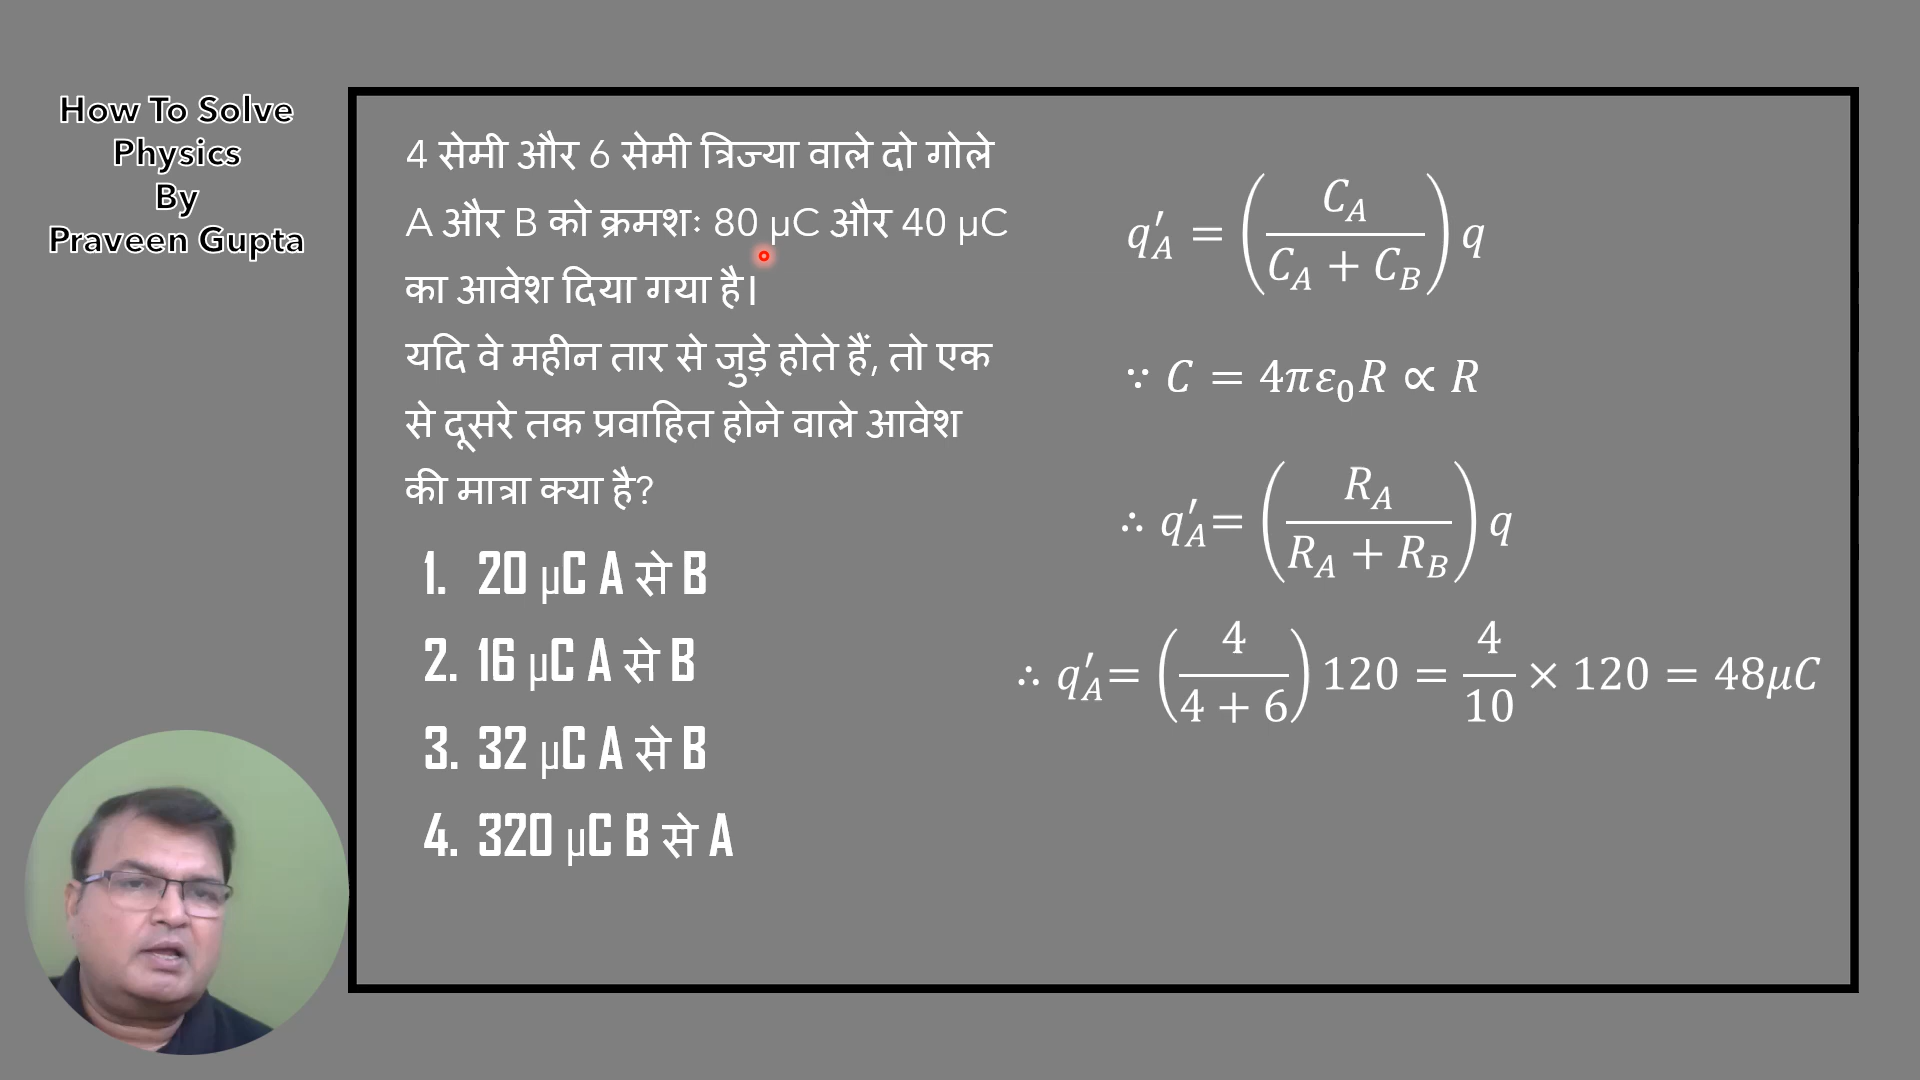 How To Solve
Physics
By
Praveen Gupta
4 सेमी और 6 सेमी त्रिज्या वाले दो गोले
A और B को क्रमशः 80 µC और 40 µC
का आवेश दिया गया है।
यदि वे महीन तार से जुड़े होते हैं, तो एक
से दूसरे तक प्रवाहित होने वाले आवेश
की मात्रा क्या है?
1. 20 µC A से B
2. 16 µC A से B
3. 32 µC A से B
4. 320 µC B से A
q′_A = (C_A / (C_A + C_B)) q
∵ C = 4πε₀R ∝ R
∴ q′_A = (R_A / (R_A + R_B)) q
∴ q′_A = (4 / (4 + 6)) 120 = 4/10 × 120 = 48μC